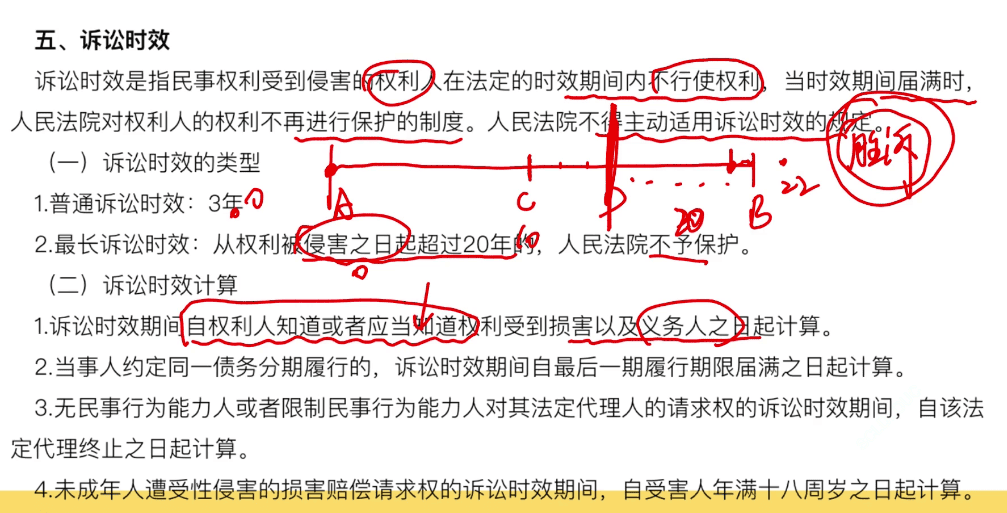 五、诉讼时效
诉讼时效是指民事权利受到侵害的权利人在法定的时效期间内不行使权利，当时效期间届满时，
人民法院对权利人的权利不再进行保护的制度。人民法院不得主动适用诉讼时效的规定。
胜诉
（一）诉讼时效的类型
A C D B 22
1.普通诉讼时效：3年
10 20
2.最长诉讼时效：从权利被侵害之日起超过20年的，人民法院不予保护。
（二）诉讼时效计算
1.诉讼时效期间自权利人知道或者应当知道权利受到损害以及义务人之日起计算。
2.当事人约定同一债务分期履行的，诉讼时效期间自最后一期履行期限届满之日起计算。
3.无民事行为能力人或者限制民事行为能力人对其法定代理人的请求权的诉讼时效期间，自该法
定代理终止之日起计算。
4.未成年人遭受性侵害的损害赔偿请求权的诉讼时效期间，自受害人年满十八周岁之日起计算。